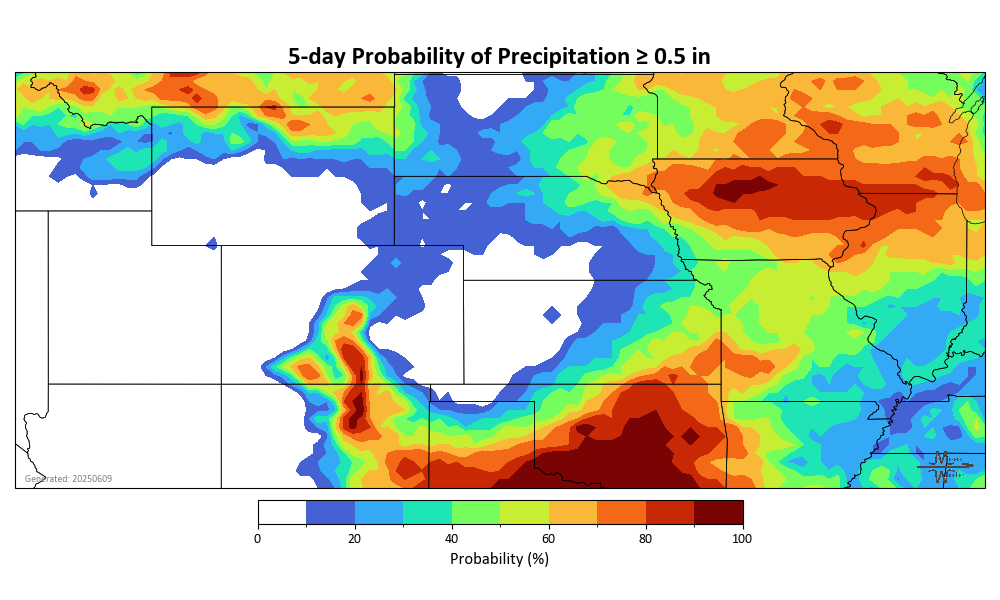 5-day Probability of Precipitation ≥ 0.5 in
Generated: 20250609
0 20 40 60 80 100
Probability (%)